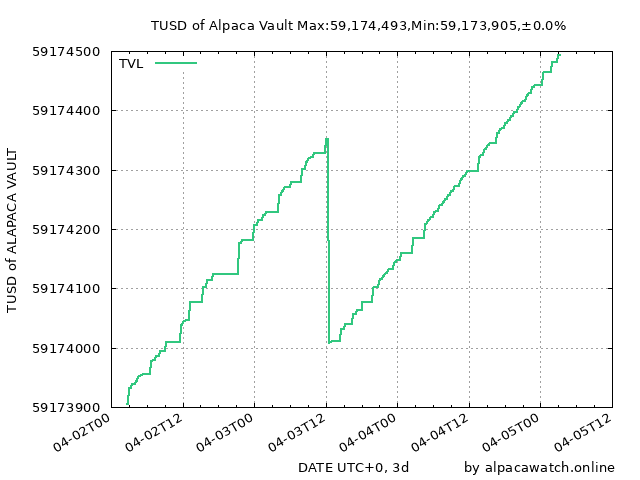 TUSD of Alpaca Vault Max:59,174,493,Min:59,173,905,±0.0%
TVL
TUSD of ALAPACA VAULT
59174500
59174400
59174300
59174200
59174100
59174000
59173900
04-02T00
04-02T12
04-03T00
04-03T12
04-04T00
04-04T12
04-05T00
04-05T12
DATE UTC+0, 3d
by alpacawatch.online